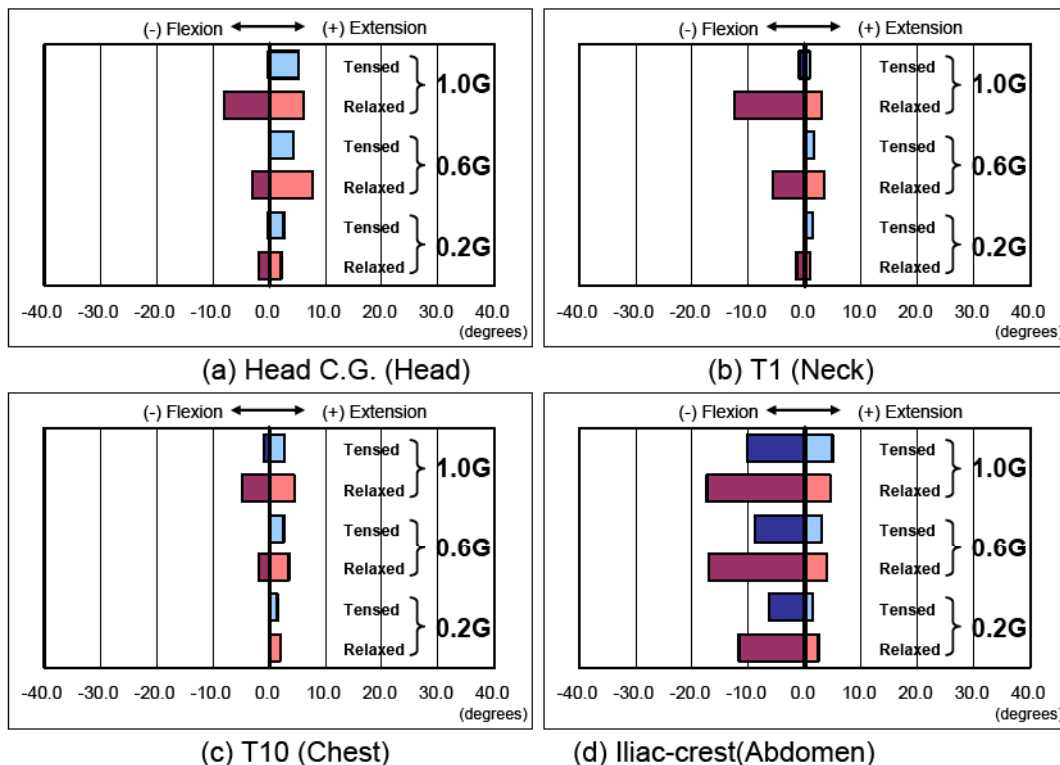 (-) Flexion (+) Extension
Tensed
1.0G
Relaxed
Tensed
0.6G
Relaxed
Tensed
0.2G
Relaxed
-40.0 -30.0 -20.0 -10.0 0.0 10.0 20.0 30.0 40.0
(degrees)
(a) Head C.G. (Head)
(-) Flexion (+) Extension
Tensed
1.0G
Relaxed
Tensed
0.6G
Relaxed
Tensed
0.2G
Relaxed
-40.0 -30.0 -20.0 -10.0 0.0 10.0 20.0 30.0 40.0
(degrees)
(b) T1 (Neck)
(-) Flexion (+) Extension
Tensed
1.0G
Relaxed
Tensed
0.6G
Relaxed
Tensed
0.2G
Relaxed
-40.0 -30.0 -20.0 -10.0 0.0 10.0 20.0 30.0 40.0
(degrees)
(c) T10 (Chest)
(-) Flexion (+) Extension
Tensed
1.0G
Relaxed
Tensed
0.6G
Relaxed
Tensed
0.2G
Relaxed
-40.0 -30.0 -20.0 -10.0 0.0 10.0 20.0 30.0 40.0
(degrees)
(d) Iliac-crest(Abdomen)